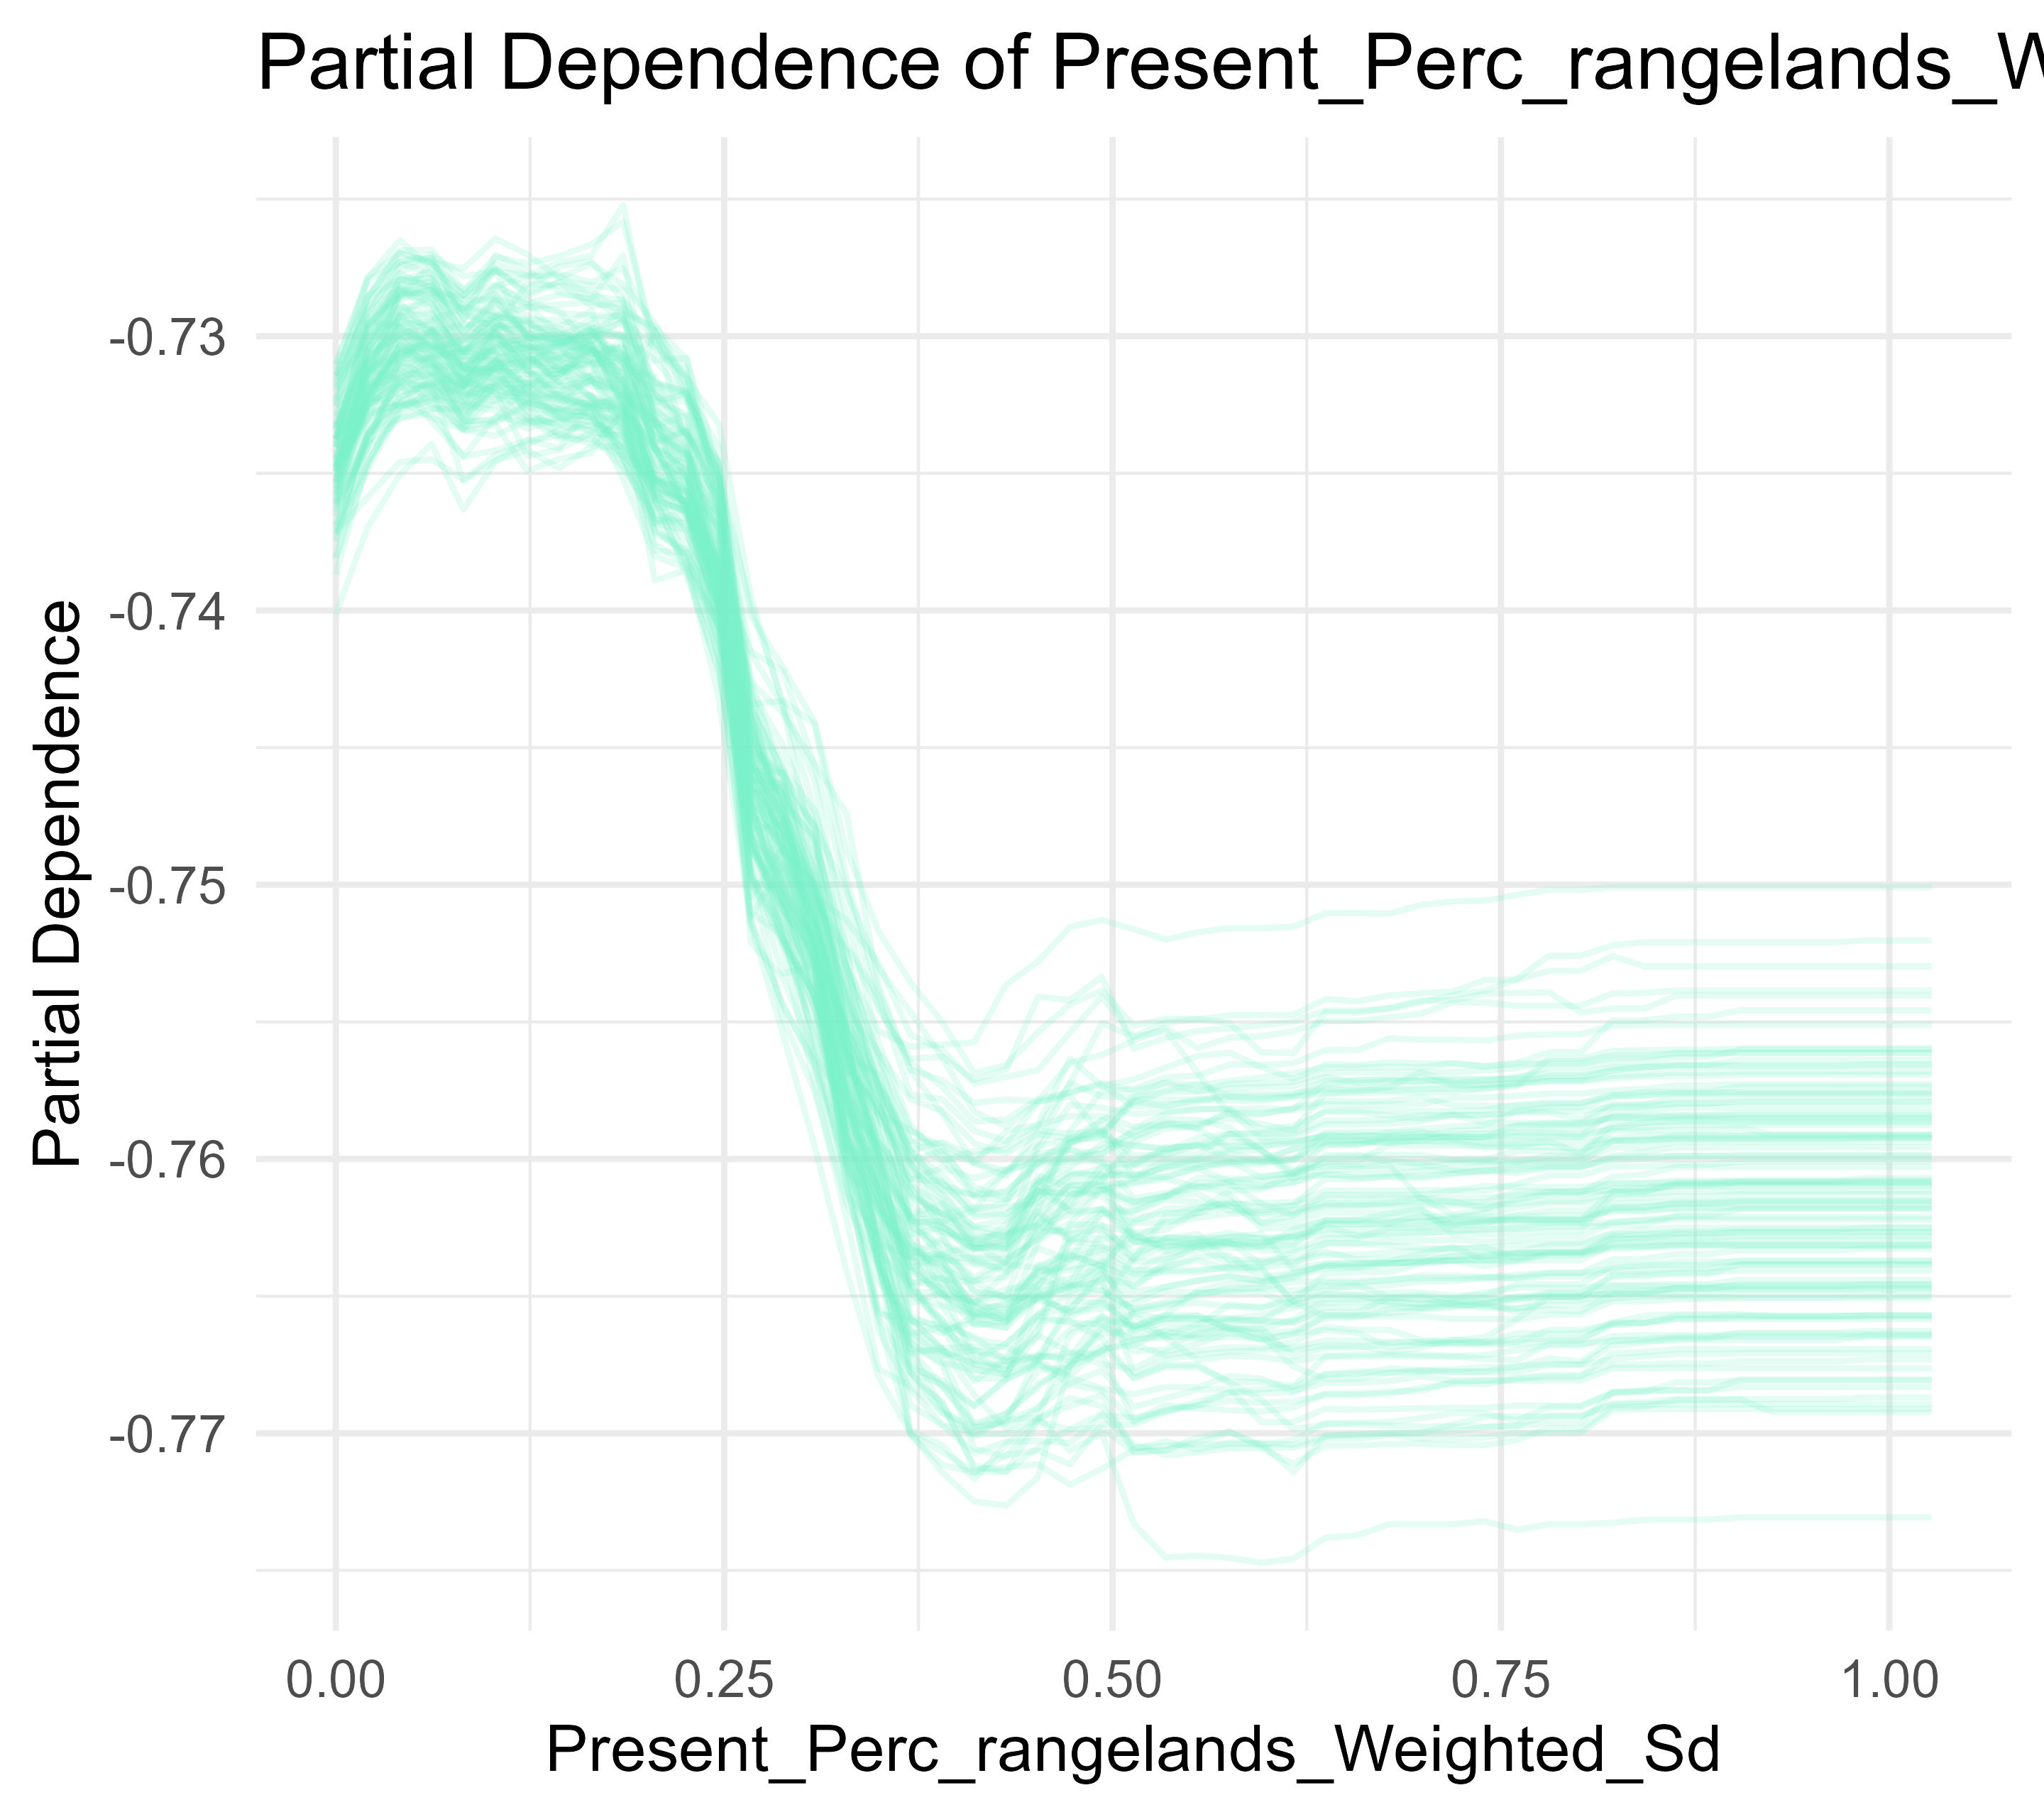 Partial Dependence of Present_Perc_rangelands_W
Partial Dependence
-0.73
-0.74
-0.75
-0.76
-0.77
0.00 0.25 0.50 0.75 1.00
Present_Perc_rangelands_Weighted_Sd